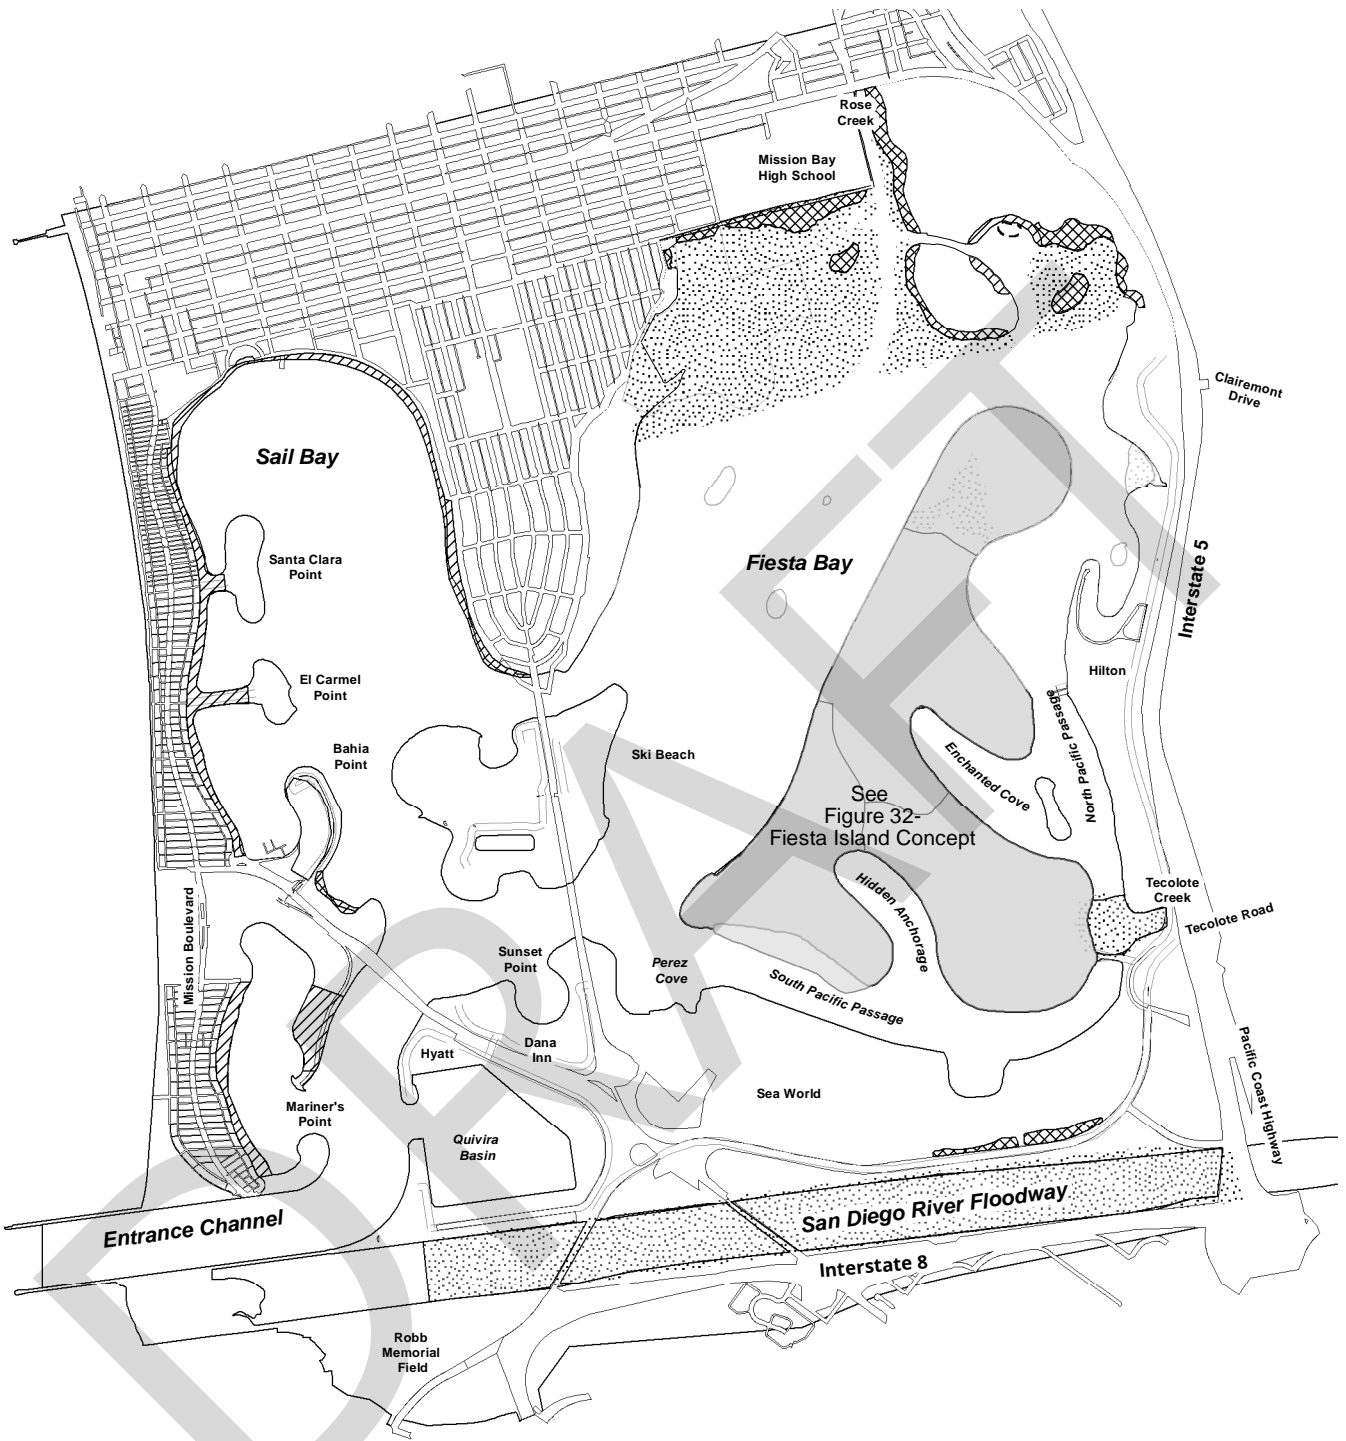 Rose
Creek
Mission Bay
High School
Clairemont
Drive
Sail Bay
Santa Clara
Point
Fiesta Bay
Interstate 5
El Carmel
Point
Hilton
Bahia
Point
Ski Beach
Enchanted Cove
North Pacific Passage
See
Figure 32-
Fiesta Island Concept
Hidden Anchorage
Tecolote
Creek
Tecolote Road
Mission Boulevard
Sunset
Point
Perez
Cove
South Pacific Passage
Hyatt
Dana
Inn
Sea World
Pacific Coast Highway
Mariner's
Point
Quivira
Basin
Entrance Channel
San Diego River Floodway
Interstate 8
Robb
Memorial
Field
DRAFT